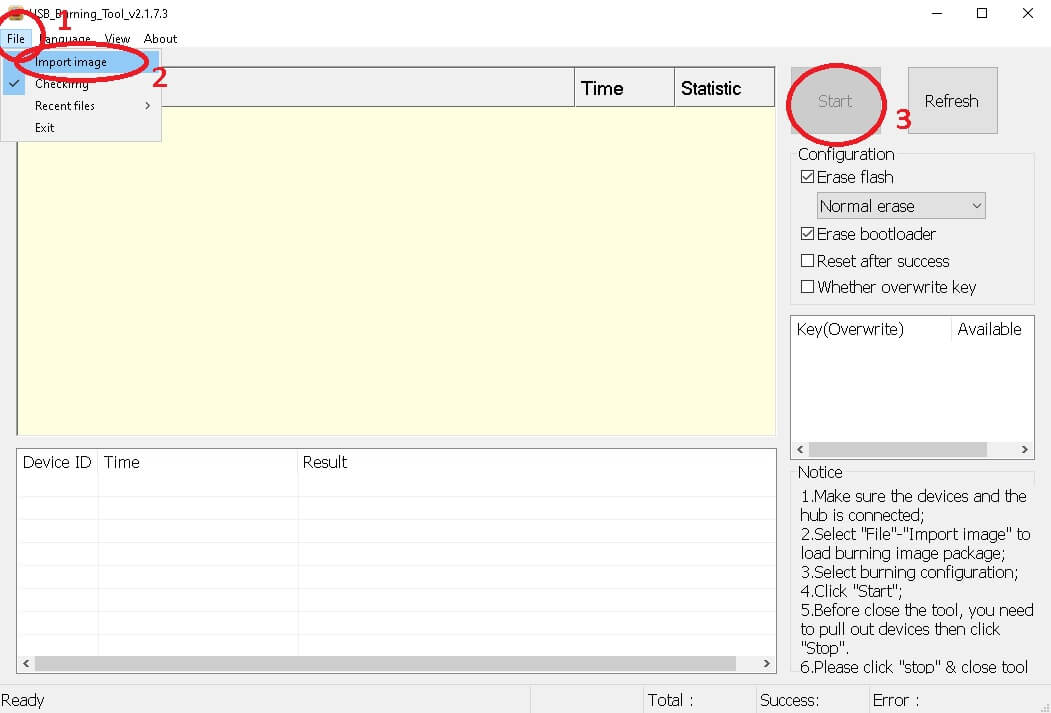 USB_Burning_Tool_v2.1.7.3
1
File Language View About
Import image
2
Checking
Recent files
Exit
Time Statistic
Start
3
Refresh
Configuration
Erase flash
Normal erase
Erase bootloader
Reset after success
Whether overwrite key
Key(Overwrite) Available
Device ID Time Result
Notice
1.Make sure the devices and the
hub is connected;
2.Select "File"-"Import image" to
load burning image package;
3.Select burning configuration;
4.Click "Start";
5.Before close the tool, you need
to pull out devices then click
"Stop".
6.Please click "stop" & close tool
Ready Total : Success: Error :